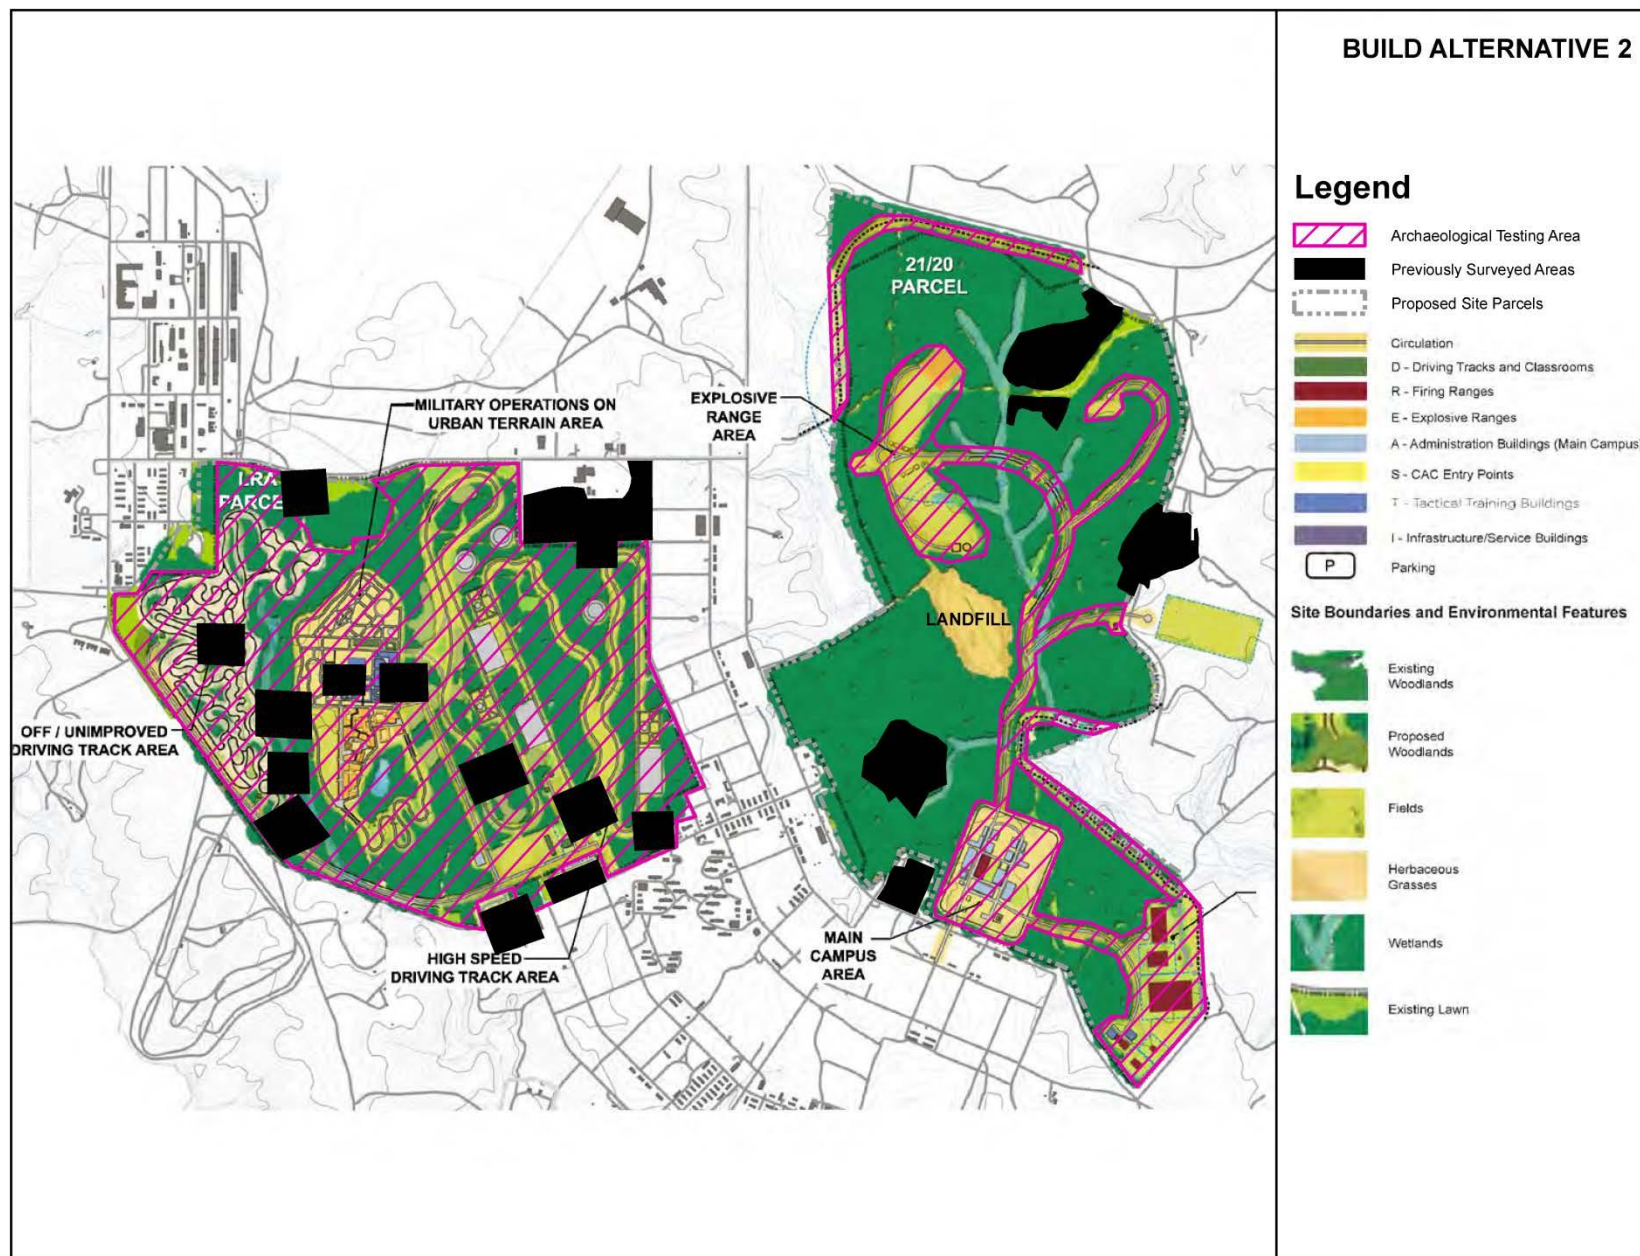 BUILD ALTERNATIVE 2
Legend
Archaeological Testing Area
Previously Surveyed Areas
Proposed Site Parcels
Circulation
D - Driving Tracks and Classrooms
R - Firing Ranges
E - Explosive Ranges
A - Administration Buildings (Main Campus)
S - CAC Entry Points
T - Tactical Training Buildings
I - Infrastructure/Service Buildings
P
Parking
Site Boundaries and Environmental Features
Existing
Woodlands
Proposed
Woodlands
Fields
Herbaceous
Grasses
Wetlands
Existing Lawn
21/20
PARCEL
EXPLOSIVE
RANGE
AREA
MILITARY OPERATIONS ON
URBAN TERRAIN AREA
LRA
PARCE
LANDFILL
OFF / UNIMPROVED
DRIVING TRACK AREA
HIGH SPEED
DRIVING TRACK AREA
MAIN
CAMPUS
AREA